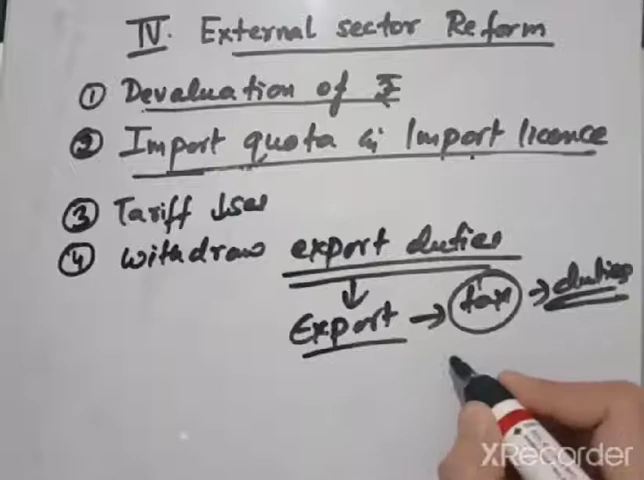 IV. External sector Reform
① Devaluation of ₹
② Import quota & Import licence
③ Tariff ↓ses
④ withdraw export duties
↓
Export → tax → duties
XRecorder